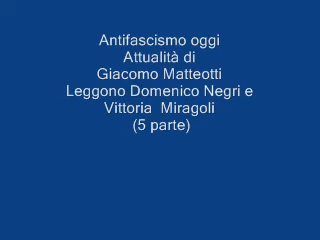 Antifascismo oggi
Attualità di
Giacomo Matteotti
Leggono Domenico Negri e
Vittoria  Miragoli
(5 parte)